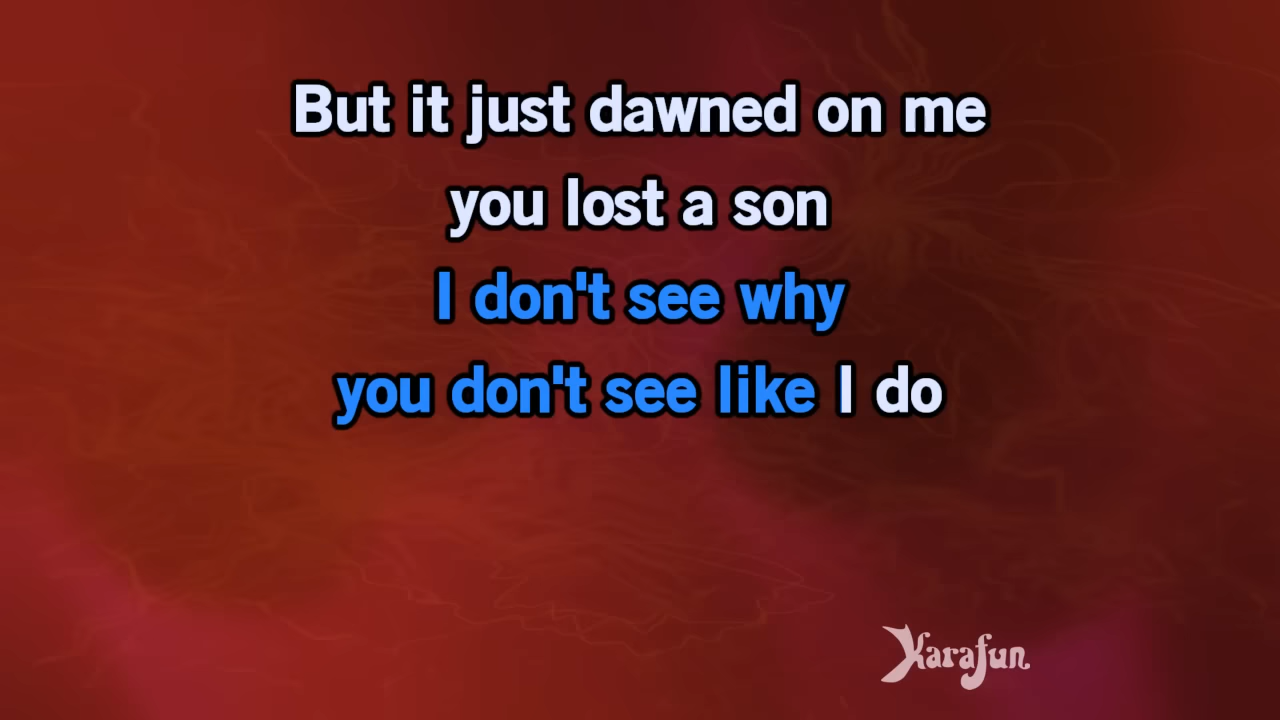 But it just dawned on me
you lost a son
I don't see why
you don't see like I do
Karafun